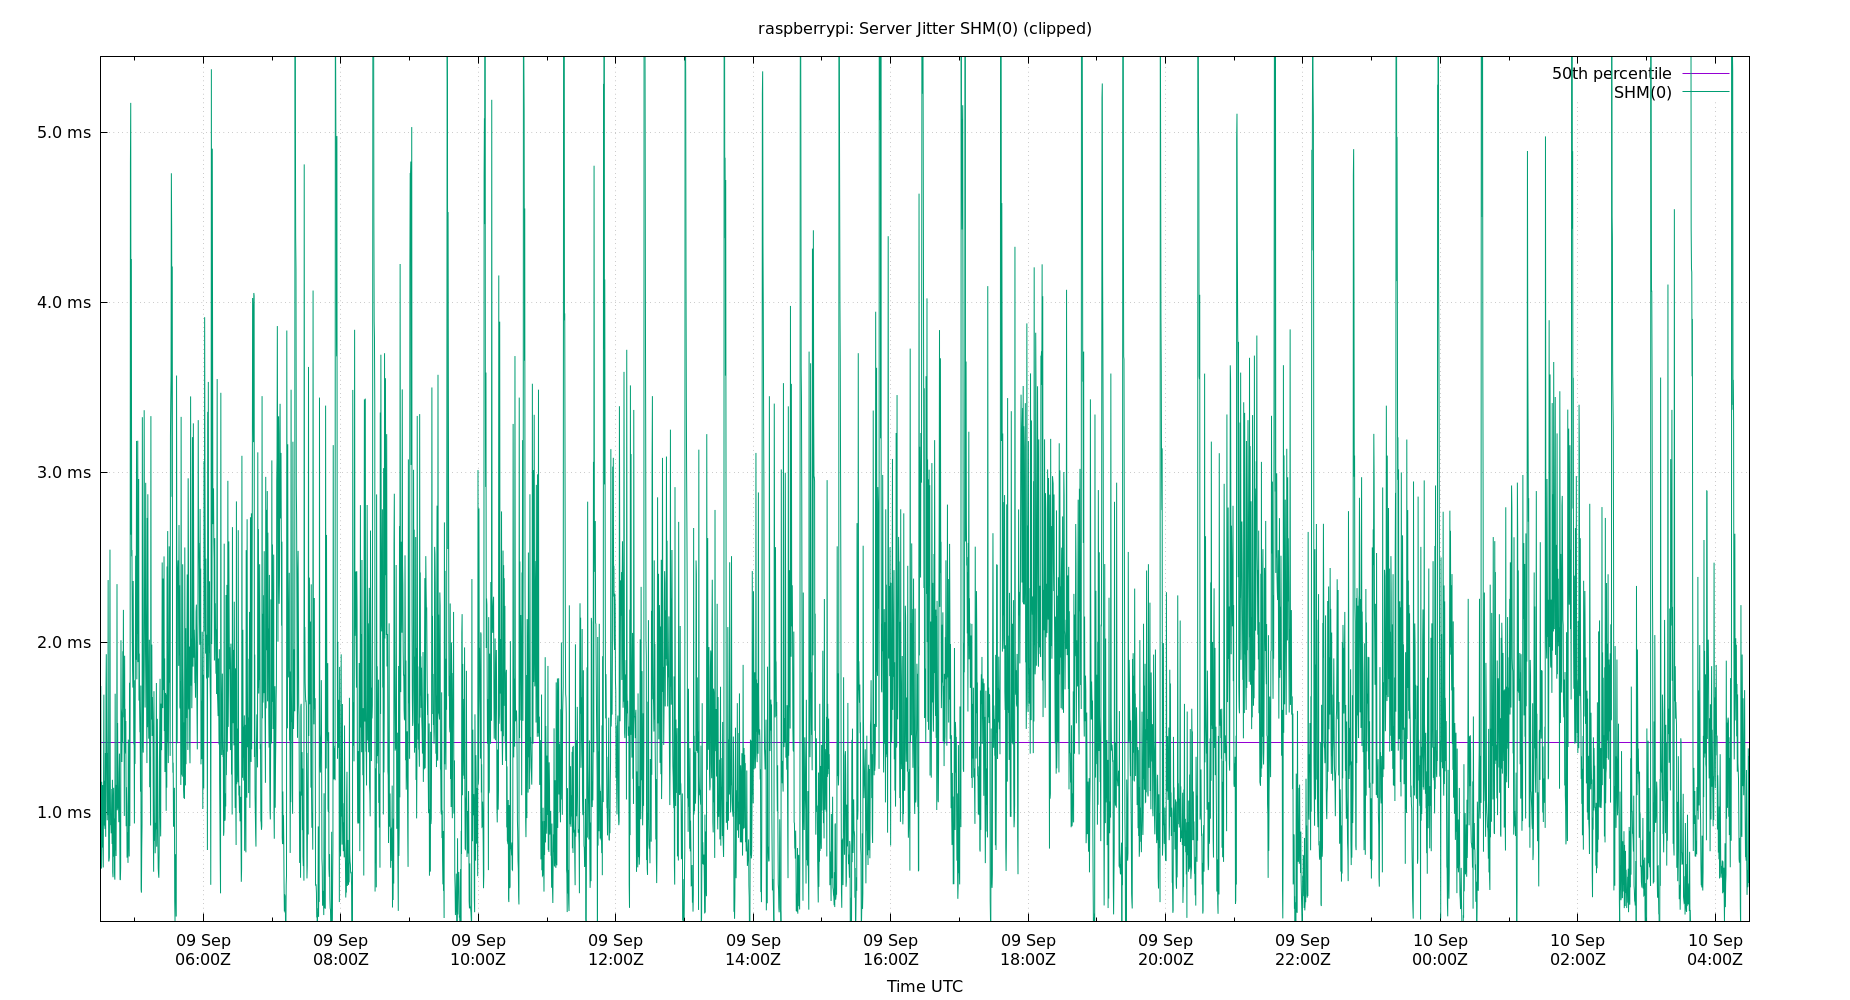 raspberrypi: Server Jitter SHM(0) (clipped)
50th percentile
SHM(0)
5.0 ms
4.0 ms
3.0 ms
2.0 ms
1.0 ms
09 Sep 09 Sep 09 Sep 09 Sep 09 Sep 09 Sep 09 Sep 09 Sep 09 Sep 10 Sep 10 Sep 10 Sep
06:00Z 08:00Z 10:00Z 12:00Z 14:00Z 16:00Z 18:00Z 20:00Z 22:00Z 00:00Z 02:00Z 04:00Z
Time UTC